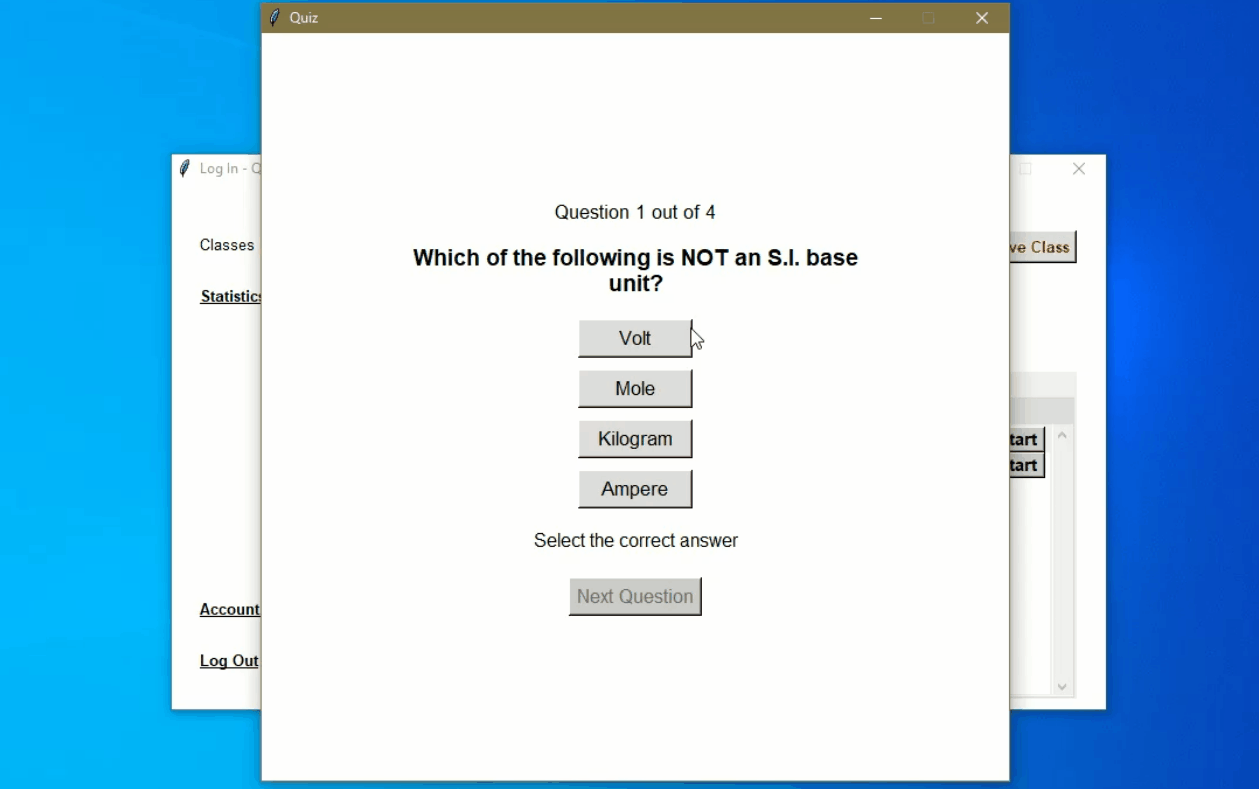 Quiz
Log In - Q
Classes
ve Class
Statistics
Question 1 out of 4
Which of the following is NOT an S.I. base
unit?
Volt
Mole
Kilogram
tart
tart
Ampere
Select the correct answer
Next Question
Account
Log Out